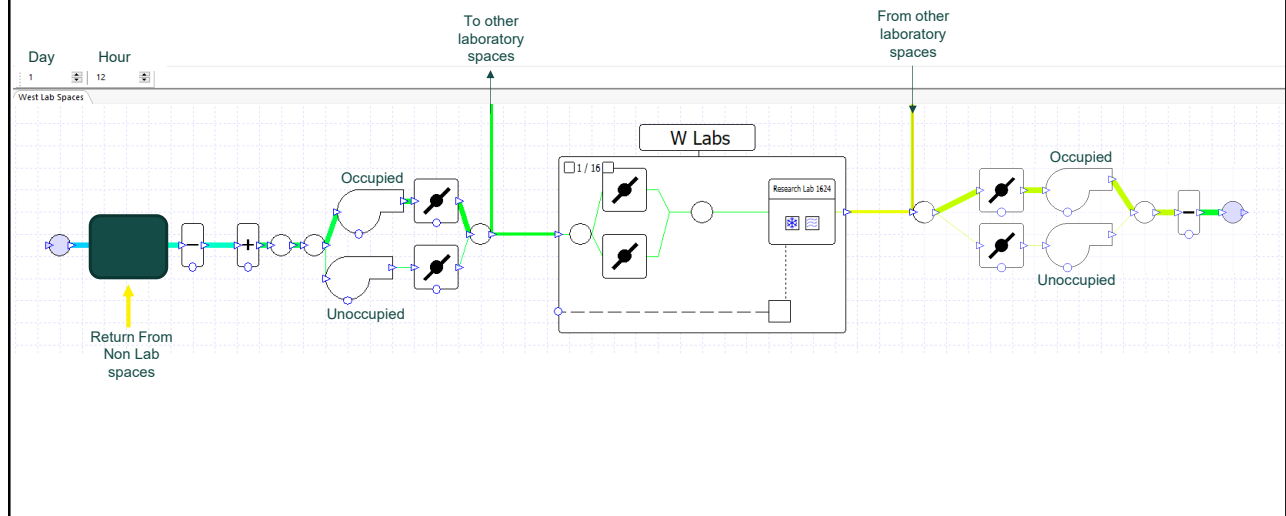 To other
laboratory
spaces
From other
laboratory
spaces
Day
Hour
1
12
West Lab Spaces
W Labs
Occupied
1 / 16
Research Lab 1624
Occupied
Unoccupied
Unoccupied
Return From
Non Lab
spaces